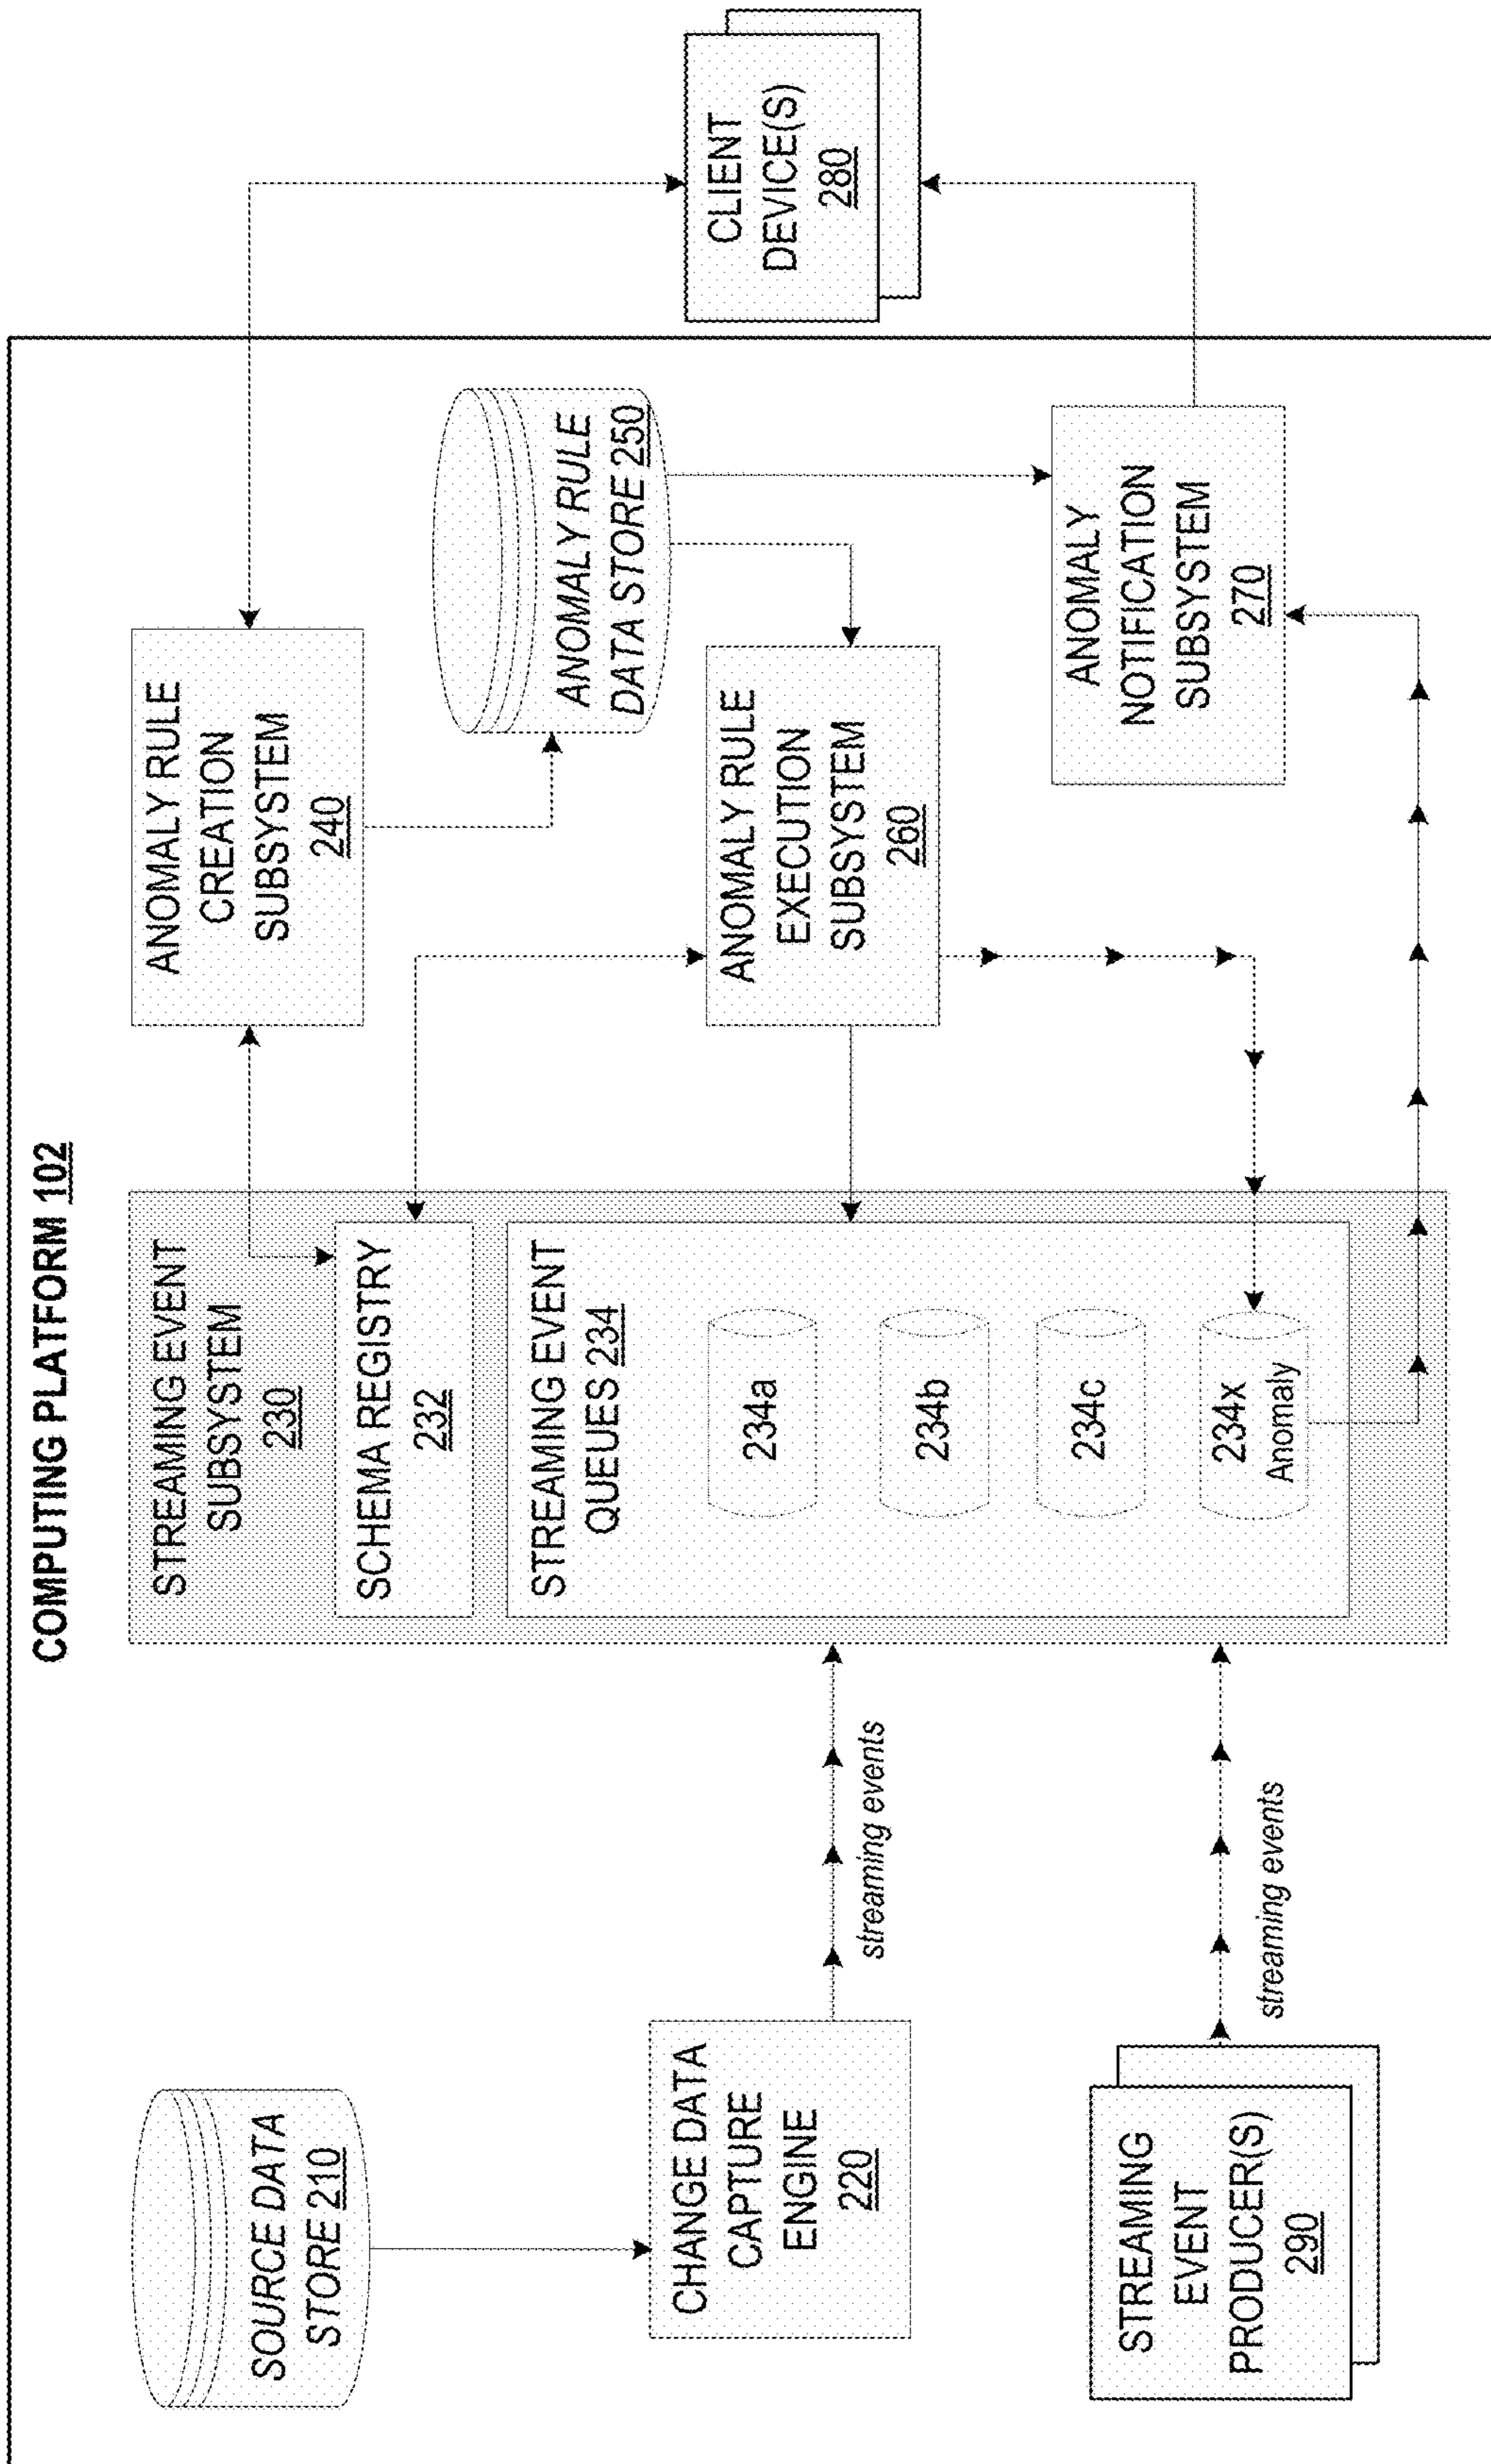 COMPUTING PLATFORM 102
SOURCE DATA
STORE 210
CHANGE DATA
CAPTURE
ENGINE
220
STREAMING
EVENT
PRODUCER(S)
290
streaming events
streaming events
STREAMING EVENT
SUBSYSTEM
230
SCHEMA REGISTRY
232
STREAMING EVENT
QUEUES 234
234a
234b
234c
234x
Anomaly
ANOMALY RULE
CREATION
SUBSYSTEM
240
ANOMALY RULE
DATA STORE 250
ANOMALY RULE
EXECUTION
SUBSYSTEM
260
ANOMALY
NOTIFICATION
SUBSYSTEM
270
CLIENT
DEVICE(S)
280